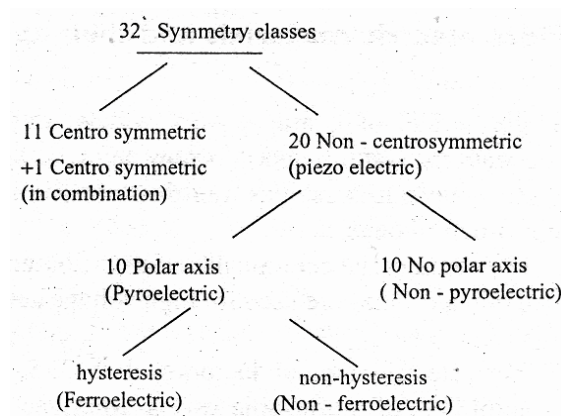 32 Symmetry classes
11 Centro symmetric
+1 Centro symmetric
(in combination)
20 Non - centrosymmetric
(piezo electric)
10 Polar axis
(Pyroelectric)
10 No polar axis
( Non - pyroelectric)
hysteresis
(Ferroelectric)
non-hysteresis
(Non - ferroelectric)